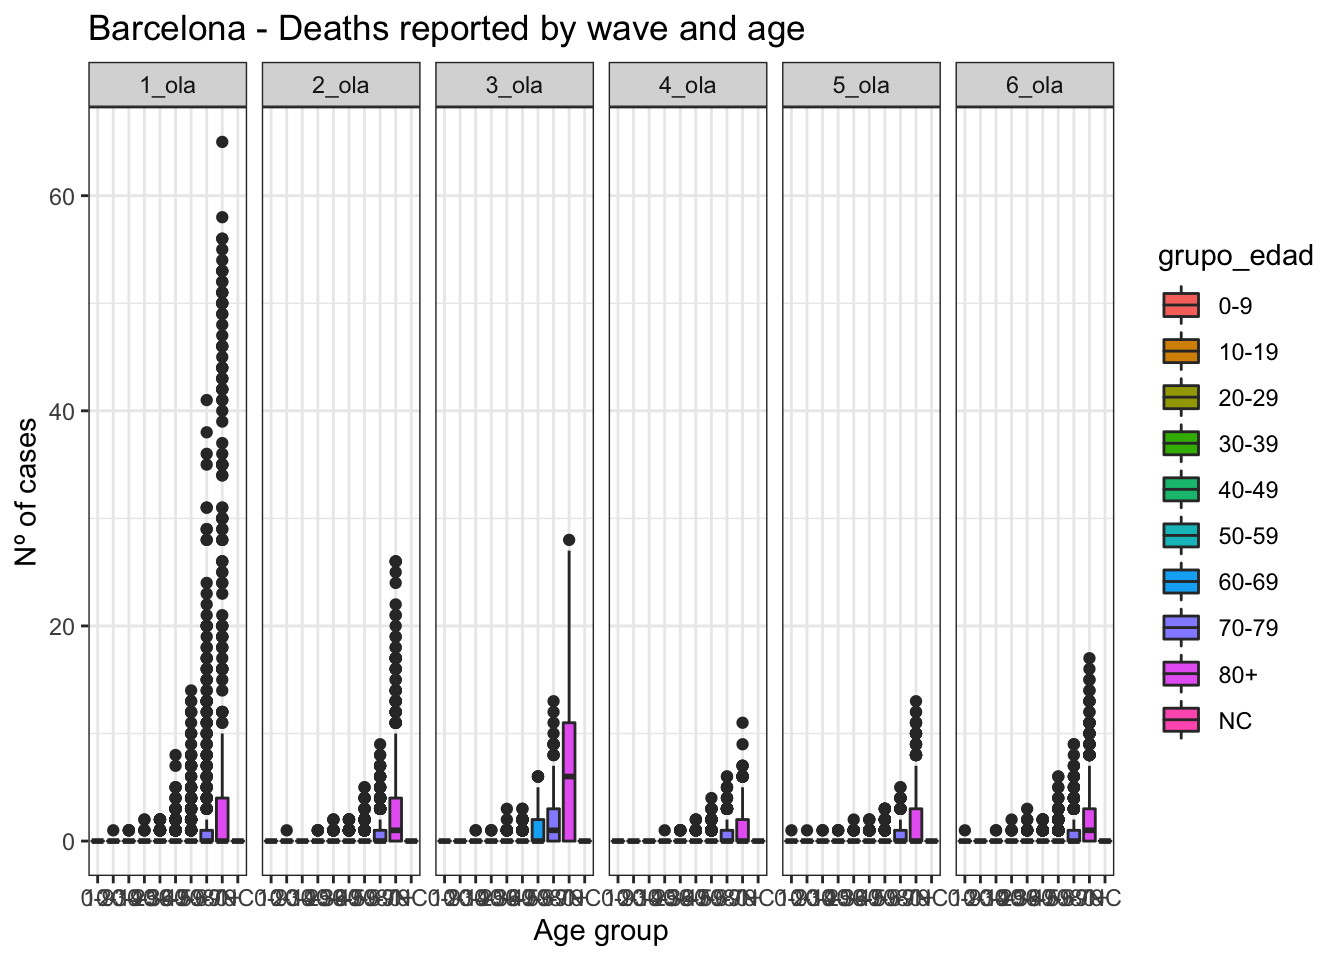 Barcelona - Deaths reported by wave and age
1_ola 2_ola 3_ola 4_ola 5_ola 6_ola
60
40
20
0
Nº of cases
Age group
grupo_edad
0-9
10-19
20-29
30-39
40-49
50-59
60-69
70-79
80+
NC